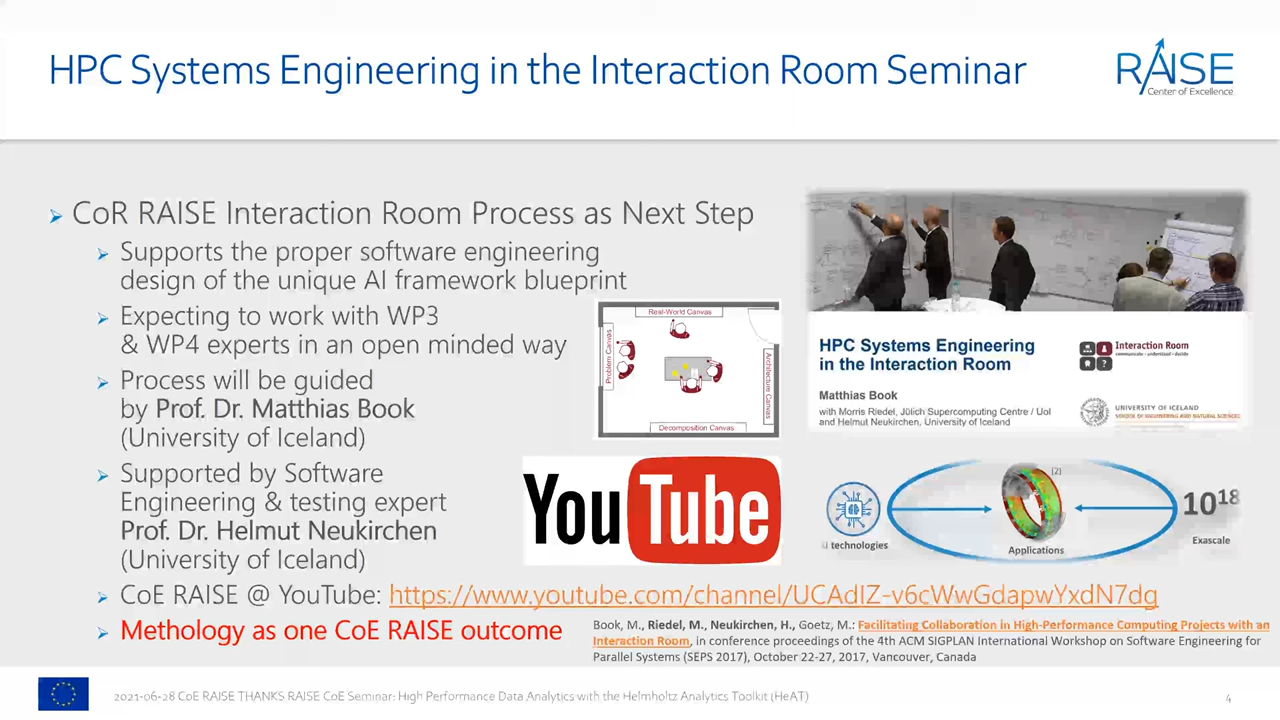 HPC Systems Engineering in the Interaction Room Seminar
RAISE
Center of Excellence
CoR RAISE Interaction Room Process as Next Step
Supports the proper software engineering
design of the unique AI framework blueprint
Expecting to work with WP3
& WP4 experts in an open minded way
Process will be guided
by Prof. Dr. Matthias Book
(University of Iceland)
Supported by Software
Engineering & testing expert
Prof. Dr. Helmut Neukirchen
(University of Iceland)
CoE RAISE @ YouTube: https://www.youtube.com/channel/UCAdIZ-v6cWwGdapwYxdN7dg
Methology as one CoE RAISE outcome
Real-World Canvas
Problem Canvas
Architecture Canvas
Decomposition Canvas
YouTube
HPC Systems Engineering
in the Interaction Room
Matthias Book
with Morris Riedel, Jülich Supercomputing Centre / UoI
and Helmut Neukirchen, University of Iceland
Interaction Room
communicate · understand · decide
UNIVERSITY OF ICELAND
SCHOOL OF ENGINEERING AND NATURAL SCIENCES
[2]
1018
I technologies
Applications
Exascale
Book, M., Riedel, M., Neukirchen, H., Goetz, M.: Facilitating Collaboration in High-Performance Computing Projects with an
Interaction Room, in conference proceedings of the 4th ACM SIGPLAN International Workshop on Software Engineering for
Parallel Systems (SEPS 2017), October 22-27, 2017, Vancouver, Canada
2021-06-28 CoE RAISE THANKS RAISE CoE Seminar: High Performance Data Analytics with the Helmholtz Analytics Toolkit (HeAT)
4